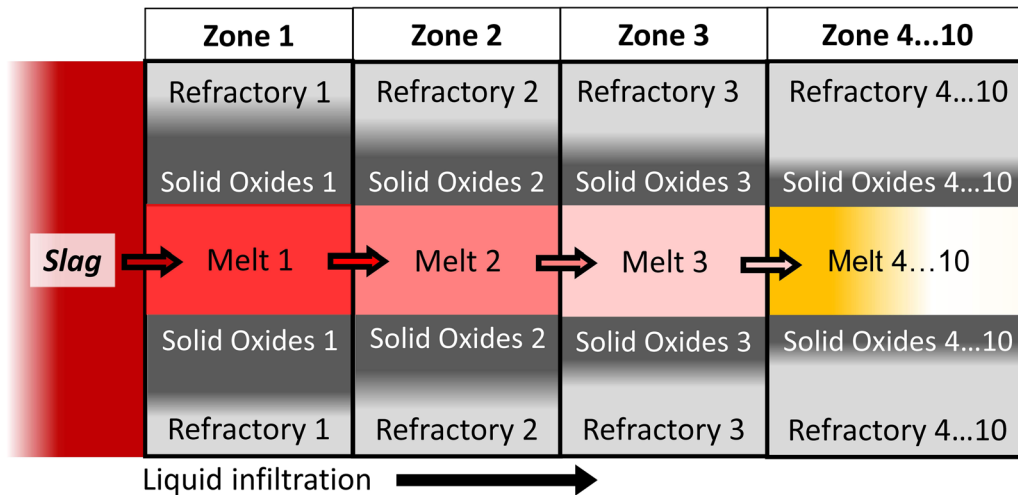 Zone 1 Zone 2 Zone 3 Zone 4...10
Refractory 1 Refractory 2 Refractory 3 Refractory 4...10
Solid Oxides 1 Solid Oxides 2 Solid Oxides 3 Solid Oxides 4...10
Slag Melt 1 Melt 2 Melt 3 Melt 4...10
Solid Oxides 1 Solid Oxides 2 Solid Oxides 3 Solid Oxides 4...10
Refractory 1 Refractory 2 Refractory 3 Refractory 4...10
Liquid infiltration